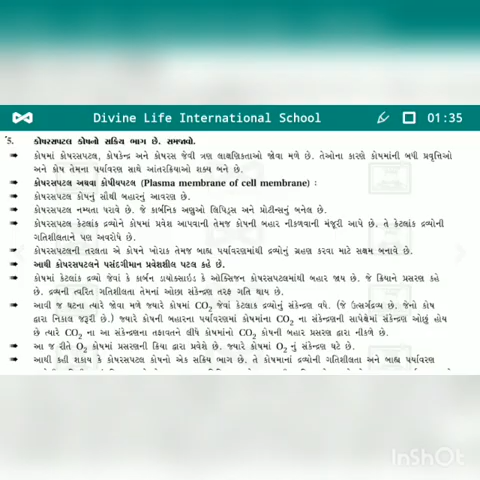 Divine Life International School
01:35
5. કોષરસપટલ કોષનો સક્રિય ભાગ છે. સમજાવો.
➡ કોષમાં કોષરસપટલ, કોષકેન્દ્ર અને કોષરસ જેવી ત્રણ લાક્ષણિકતાઓ જોવા મળે છે. તેઓના કારણે કોષમાંની બધી પ્રવૃત્તિઓ
અને કોષ તેમના પર્યાવરણ સાથે આંતરક્રિયાઓ શક્ય બને છે.
➡ કોષરસપટલ અથવા કોષીયપટલ (Plasma membrane of cell membrane) :
➡ કોષરસપટલ કોષનું સૌથી બહારનું આવરણ છે.
➡ કોષરસપટલ નમ્યતા ધરાવે છે. જે કાર્બનિક અણુઓ લિપિડ્સ અને પ્રોટીન્સનું બનેલ છે.
➡ કોષરસપટલ કેટલાંક દ્રવ્યોને કોષમાં પ્રવેશ આપવાની તેમજ કોષની બહાર નીકળવાની મંજૂરી આપે છે. તે કેટલાંક દ્રવ્યોની
ગતિશીલતાને પણ અવરોધે છે.
➡ કોષરસપટલની તરલતા એ કોષને ખોરાક તેમજ બાહ્ય પર્યાવરણમાંથી દ્રવ્યોનું ગ્રહણ કરવા માટે સક્ષમ બનાવે છે.
➡ આથી કોષરસપટલને પસંદગીમાન પ્રવેશશીલ પટલ કહે છે.
➡ કોષમાં કેટલાંક દ્રવ્યો જેવાં કે કાર્બન ડાયોક્સાઇડ કે ઓક્સિજન કોષરસપટલમાંથી બહાર જાય છે. જે ક્રિયાને પ્રસરણ કહે
છે. દ્રવ્યની ત્વરિત ગતિશીલતા તેમનાં ઓછા સંકેન્દ્રણ તરફ ગતિ થાય છે.
➡ આવી જ ઘટના ત્યારે જોવા મળે જ્યારે કોષમાં CO₂ જેવાં કેટલાંક દ્રવ્યોનું સંકેન્દ્રણ વધે. (જે ઉત્સર્ગદ્રવ્ય છે. જેનો કોષ
દ્વારા નિકાલ જરૂરી છે.) જ્યારે કોષની બહારના પર્યાવરણમાં કોષમાંના CO₂ ના સંકેન્દ્રણની સાપેક્ષેમાં સંકેન્દ્રણ ઓછું હોય
છે ત્યારે CO₂ ના આ સંકેન્દ્રણના તફાવતને લીધે કોષમાંનો CO₂ કોષની બહાર પ્રસરણ દ્વારા નીકળે છે.
➡ આ જ રીતે O₂ કોષમાં પ્રસરણની ક્રિયા દ્વારા પ્રવેશે છે. જ્યારે કોષમાં O₂ નું સંકેન્દ્રણ ઘટે છે.
➡ આથી કહી શકાય કે કોષરસપટલ કોષનો એક સક્રિય ભાગ છે. તે કોષમાંનાં દ્રવ્યોની ગતિશીલતા અને બાહ્ય પર્યાવરણ
InShOt